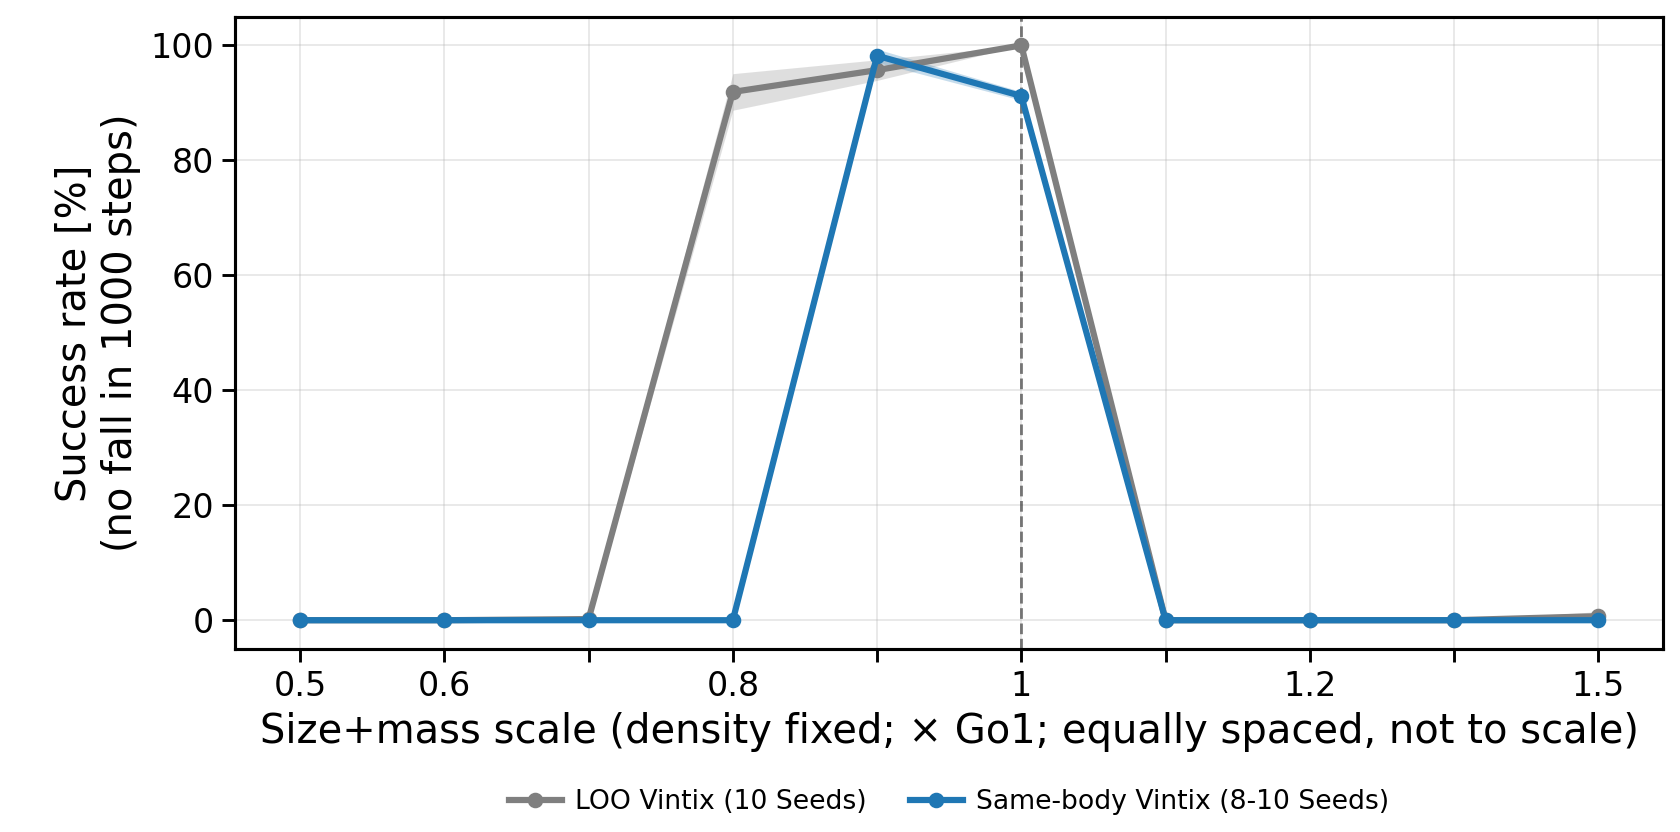 100
80
60
40
20
0
Success rate [%]
(no fall in 1000 steps)
0.5 0.6 0.8 1 1.2 1.5
Size+mass scale (density fixed; × Go1; equally spaced, not to scale)
LOO Vintix (10 Seeds) Same-body Vintix (8-10 Seeds)